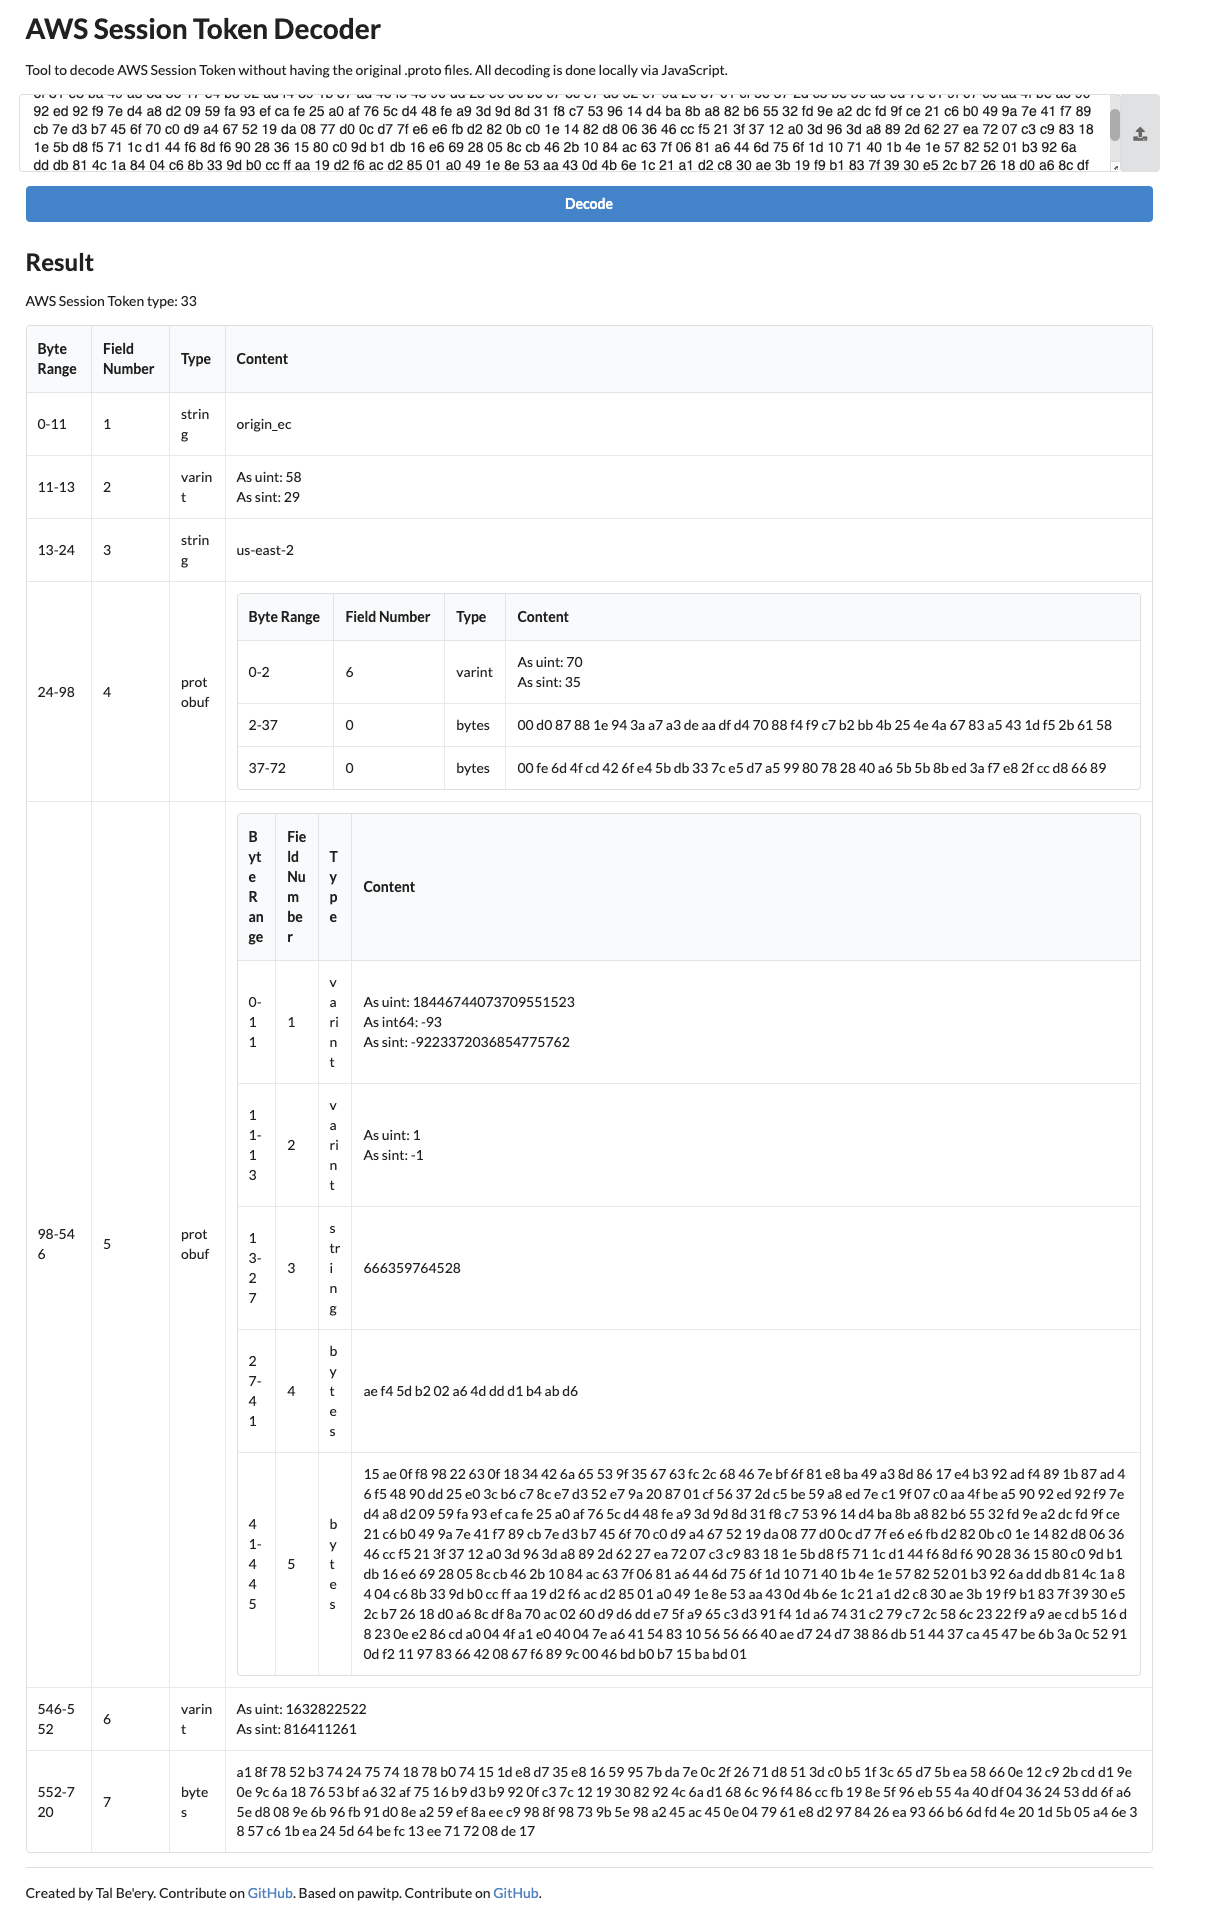 AWS Session Token Decoder
Tool to decode AWS Session Token without having the original .proto files. All decoding is done locally via JavaScript.
92 ed 92 f9 7e d4 a8 d2 09 59 fa 93 ef ca fe 25 a0 af 76 5c d4 48 fe a9 3d 9d 8d 31 f8 c7 53 96 14 d4 ba 8b a8 82 b6 55 32 fd 9e a2 dc fd 9f ce 21 c6 b0 49 9a 7e 41 f7 89
cb 7e d3 b7 45 6f 70 c0 d9 a4 67 52 19 da 08 77 d0 0c d7 7f e6 e6 fb d2 82 0b c0 1e 14 82 d8 06 36 46 cc f5 21 3f 37 12 a0 3d 96 3d a8 89 2d 62 27 ea 72 07 c3 c9 83 18
1e 5b d8 f5 71 1c d1 44 f6 8d f6 90 28 36 15 80 c0 9d b1 db 16 e6 69 28 05 8c cb 46 2b 10 84 ac 63 7f 06 81 a6 44 6d 75 6f 1d 10 71 40 1b 4e 1e 57 82 52 01 b3 92 6a
dd db 81 4c 1a 84 04 c6 8b 33 9d b0 cc ff aa 19 d2 f6 ac d2 85 01 a0 49 1e 8e 53 aa 43 0d 4b 6e 1c 21 a1 d2 c8 30 ae 3b 19 f9 b1 83 7f 39 30 e5 2c b7 26 18 d0 a6 8c df
Decode
Result
AWS Session Token type: 33
Byte Range Field Number Type Content
0-11 1 string origin_ec
11-13 2 varint As uint: 58
As sint: 29
13-24 3 string us-east-2
24-98 4 protobuf
Byte Range Field Number Type Content
0-2 6 varint As uint: 70
As sint: 35
2-37 0 bytes 00 d0 87 88 1e 94 3a a7 a3 de aa df d4 70 88 f4 f9 c7 b2 bb 4b 25 4e 4a 67 83 a5 43 1d f5 2b 61 58
37-72 0 bytes 00 fe 6d 4f cd 42 6f e4 5b db 33 7c e5 d7 a5 99 80 78 28 40 a6 5b 5b 8b ed 3a f7 e8 2f cc d8 66 89
98-546 5 protobuf
Byte Range Field Number Type Content
0-11 1 varint As uint: 18446744073709551523
As int64: -93
As sint: -9223372036854775762
11-13 2 varint As uint: 1
As sint: -1
13-27 3 string 666359764528
27-41 4 bytes ae f4 5d b2 02 a6 4d dd d1 b4 ab d6
41-445 5 bytes 15 ae 0f f8 98 22 63 0f 18 34 42 6a 65 53 9f 35 67 63 fc 2c 68 46 7e bf 6f 81 e8 ba 49 a3 8d 86 17 e4 b3 92 ad f4 89 1b 87 ad 4
6 f5 48 90 dd 25 e0 3c b6 c7 8c e7 d3 52 e7 9a 20 87 01 cf 56 37 2d c5 be 59 a8 ed 7e c1 9f 07 c0 aa 4f be a5 90 92 ed 92 f9 7e
d4 a8 d2 09 59 fa 93 ef ca fe 25 a0 af 76 5c d4 48 fe a9 3d 9d 8d 31 f8 c7 53 96 14 d4 ba 8b a8 82 b6 55 32 fd 9e a2 dc fd 9f ce
21 c6 b0 49 9a 7e 41 f7 89 cb 7e d3 b7 45 6f 70 c0 d9 a4 67 52 19 da 08 77 d0 0c d7 7f e6 e6 fb d2 82 0b c0 1e 14 82 d8 06 36
46 cc f5 21 3f 37 12 a0 3d 96 3d a8 89 2d 62 27 ea 72 07 c3 c9 83 18 1e 5b d8 f5 71 1c d1 44 f6 8d f6 90 28 36 15 80 c0 9d b1
db 16 e6 69 28 05 8c cb 46 2b 10 84 ac 63 7f 06 81 a6 44 6d 75 6f 1d 10 71 40 1b 4e 1e 57 82 52 01 b3 92 6a dd db 81 4c 1a 8
4 04 c6 8b 33 9d b0 cc ff aa 19 d2 f6 ac d2 85 01 a0 49 1e 8e 53 aa 43 0d 4b 6e 1c 21 a1 d2 c8 30 ae 3b 19 f9 b1 83 7f 39 30 e5
2c b7 26 18 d0 a6 8c df 8a 70 ac 02 60 d9 d6 dd e7 5f a9 65 c3 d3 91 f4 1d a6 74 31 c2 79 c7 2c 58 6c 23 22 f9 a9 ae cd b5 16 d
8 23 0e e2 86 cd a0 04 4f a1 e0 40 04 7e a6 41 54 83 10 56 56 66 40 ae d7 24 d7 38 86 db 51 44 37 ca 45 47 be 6b 3a 0c 52 91
0d f2 11 97 83 66 42 08 67 f6 89 9c 00 46 bd b0 b7 15 ba bd 01
546-552 6 varint As uint: 1632822522
As sint: 816411261
552-720 7 bytes a1 8f 78 52 b3 74 24 75 74 18 78 b0 74 15 1d e8 d7 35 e8 16 59 95 7b da 7e 0c 2f 26 71 d8 51 3d c0 b5 1f 3c 65 d7 5b ea 58 66 0e 12 c9 2b cd d1 9e
0e 9c 6a 18 76 53 bf a6 32 af 75 16 b9 d3 b9 92 0f c3 7c 12 19 30 82 92 4c 6a d1 68 6c 96 f4 86 cc fb 19 8e 5f 96 eb 55 4a 40 df 04 36 24 53 dd 6f a6
5e d8 08 9e 6b 96 fb 91 d0 8e a2 59 ef 8a ee c9 98 8f 98 73 9b 5e 98 a2 45 ac 45 0e 04 79 61 e8 d2 97 84 26 ea 93 66 b6 6d fd 4e 20 1d 5b 05 a4 6e 3
8 57 c6 1b ea 24 5d 64 be fc 13 ee 71 72 08 de 17
Created by Tal Be'ery. Contribute on GitHub. Based on pawitp. Contribute on GitHub.